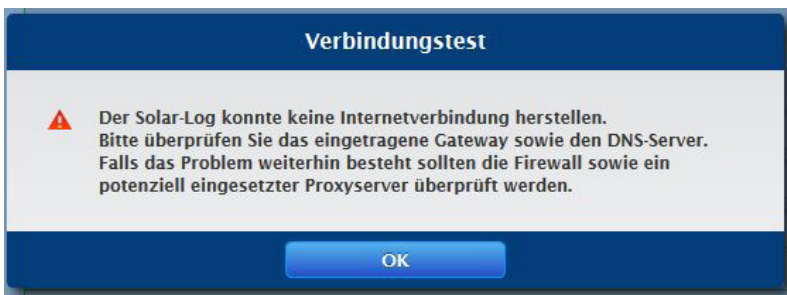 Verbindungstest
Der Solar-Log konnte keine Internetverbindung herstellen.
Bitte überprüfen Sie das eingetragene Gateway sowie den DNS-Server.
Falls das Problem weiterhin besteht sollten die Firewall sowie ein
potenziell eingesetzter Proxyserver überprüft werden.
OK